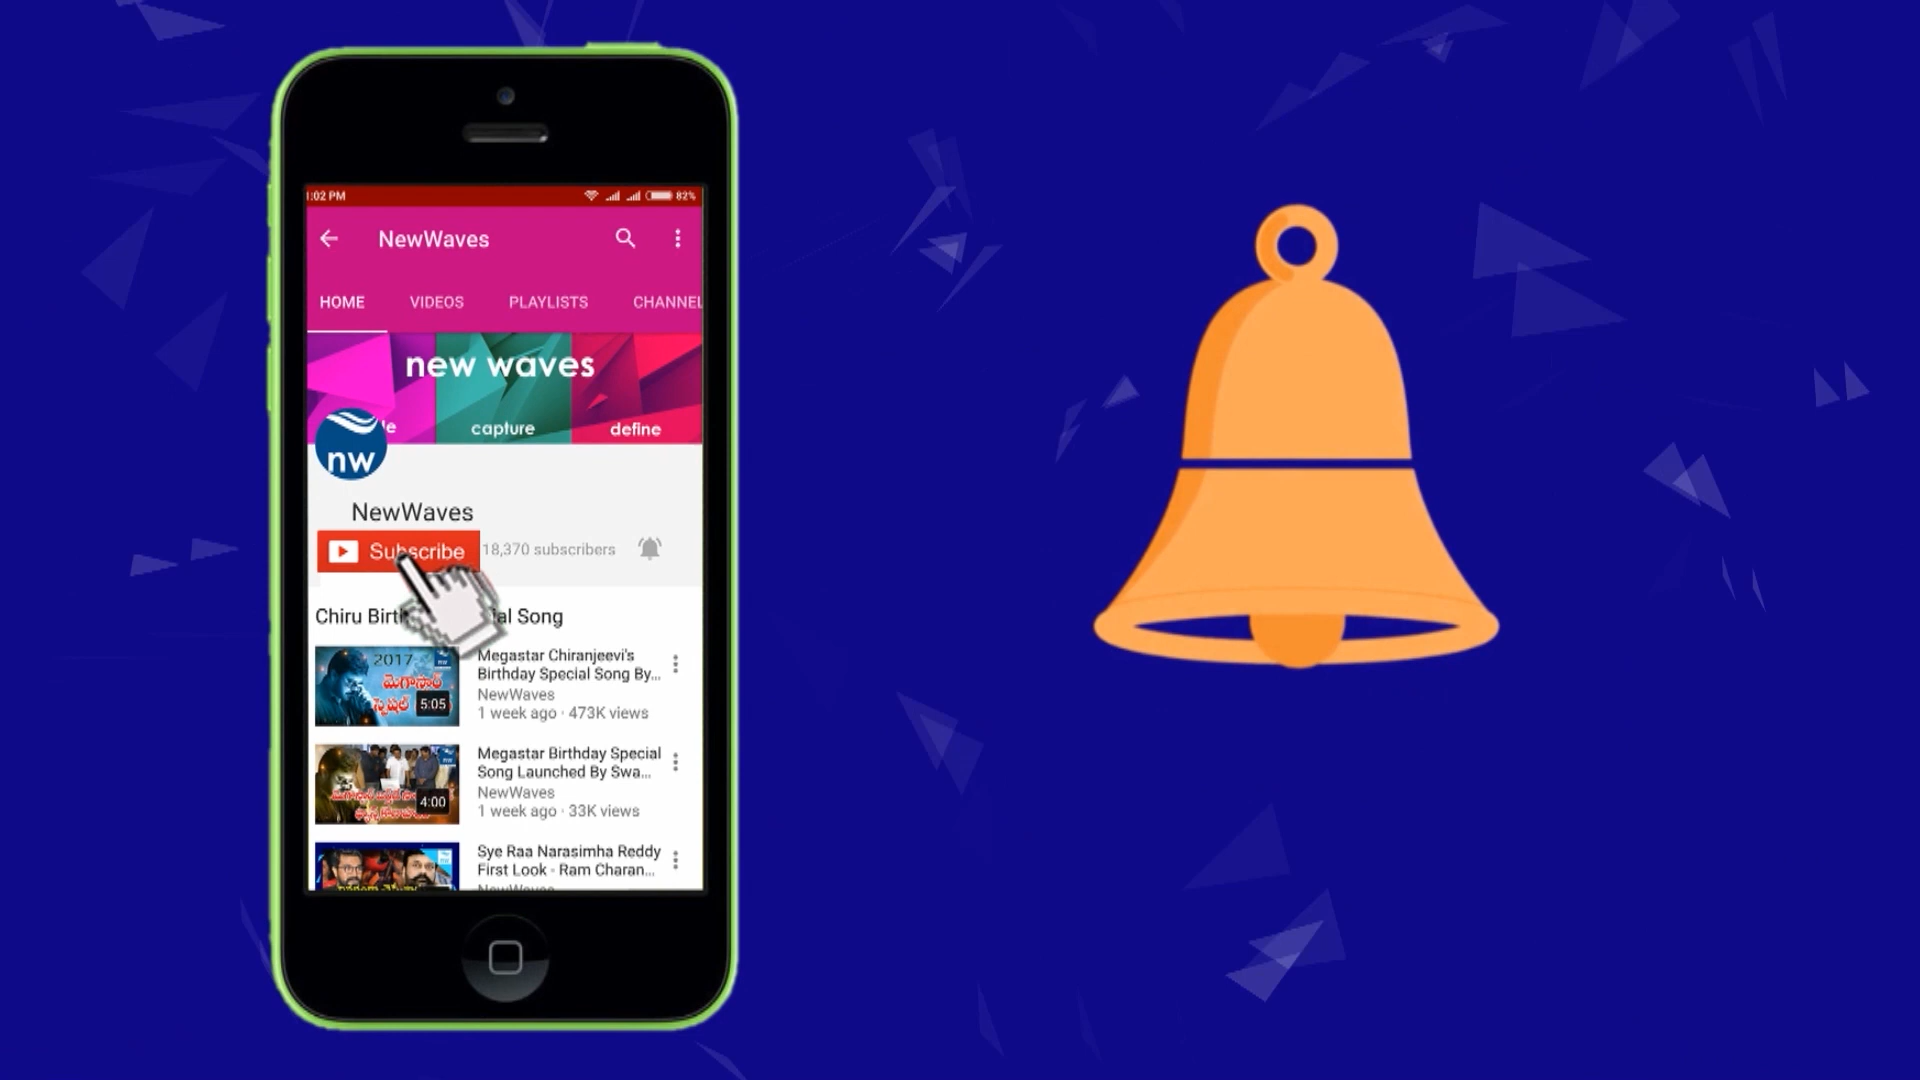 1:02 PM
82%
NewWaves
HOME VIDEOS PLAYLISTS CHANNEL
new waves
capture
define
nw
NewWaves
Subscribe
18,370 subscribers
Chiru Song
2017
మెగాస్టార్
స్పెషల్
5:05
Megastar Chiranjeevi's
Birthday Special Song By...
NewWaves
1 week ago · 473K views
4:00
Megastar Birthday Special
Song Launched By Swa...
NewWaves
1 week ago · 33K views
Sye Raa Narasimha Reddy
First Look - Ram Charan...
NewWaves